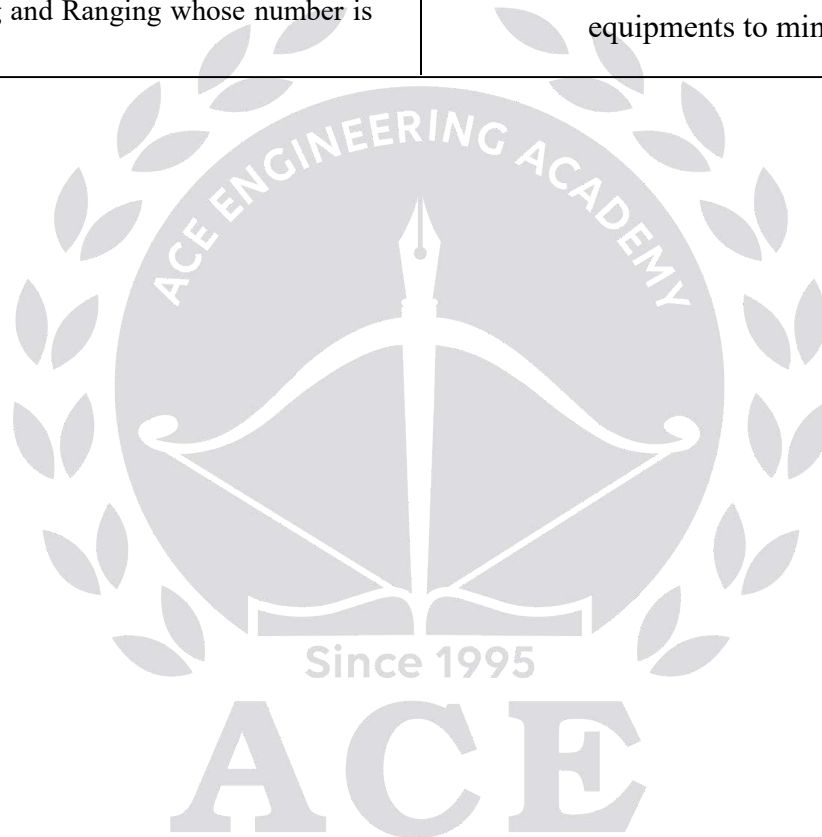 and Ranging whose number is
equipments to min
ACE ENGINEERING ACADEMY
Since 1995
ACE